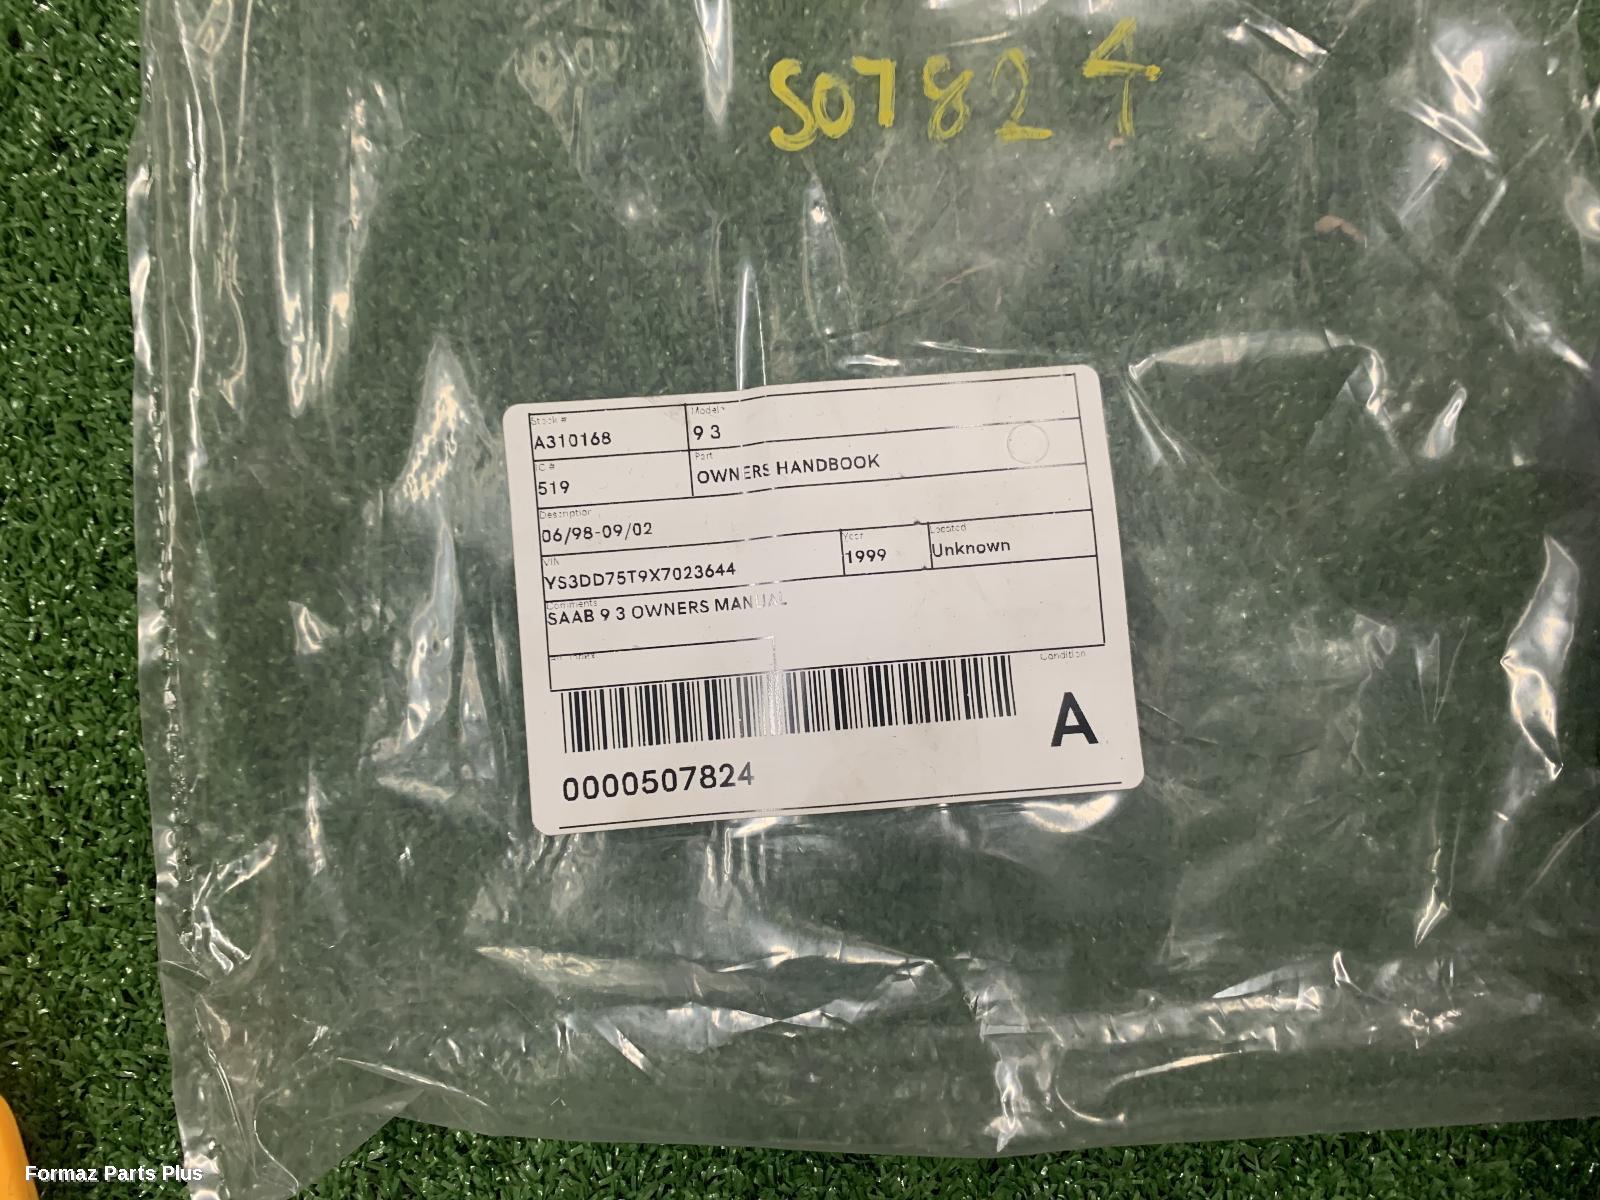 507824
Stock #
A310168
Model
9 3
IC #
519
Part
OWNERS HANDBOOK
Description
06/98-09/02
VIN
YS3DD75T9X7023644
Year
1999
Located
Unknown
Comments
SAAB 9 3 OWNERS MANUAL
Condition
A
0000507824
Formaz Parts Plus